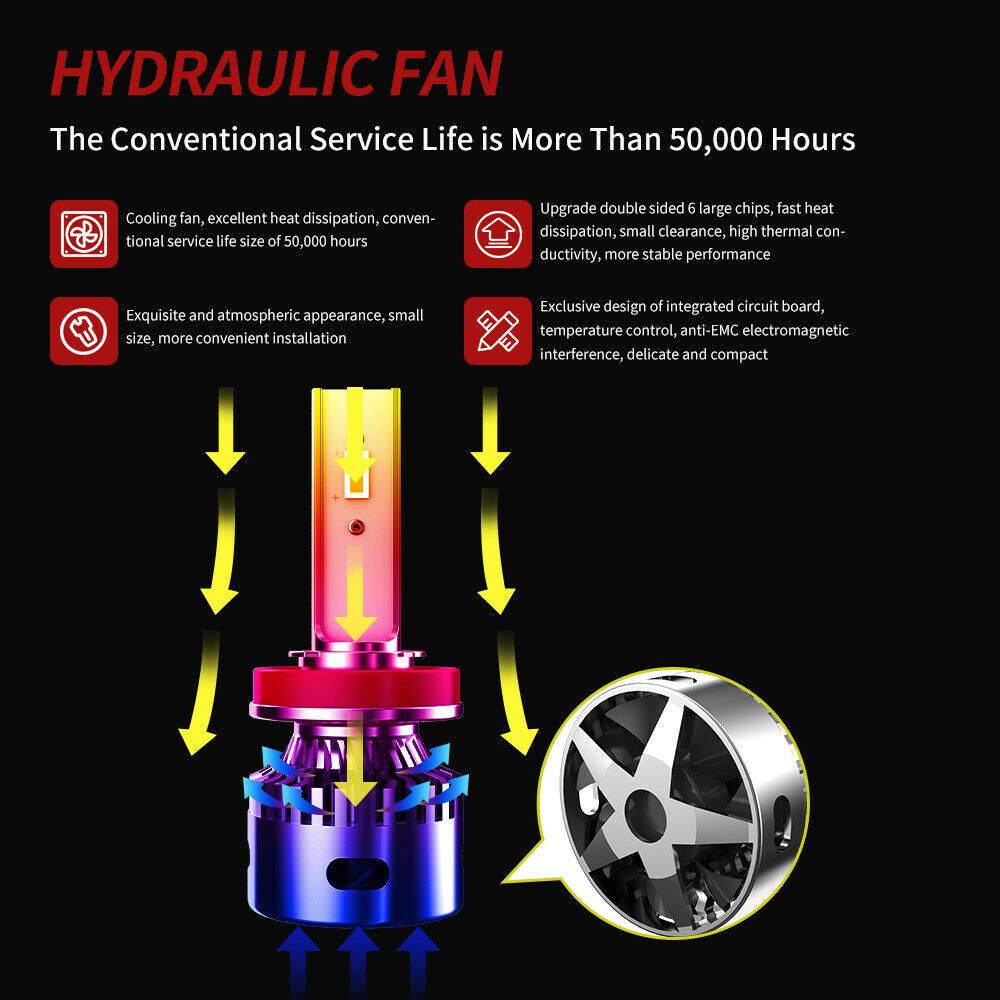 HYDRAULIC FAN
The Conventional Service Life is More Than 50,000 Hours
Cooling fan, excellent heat dissipation, conven-
tional service life size of 50,000 hours
Upgrade double sided 6 large chips, fast heat
dissipation, small clearance, high thermal con-
ductivity, more stable performance
Exquisite and atmospheric appearance, small
size, more convenient installation
Exclusive design of integrated circuit board,
temperature control, anti-EMC electromagnetic
interference, delicate and compact
+